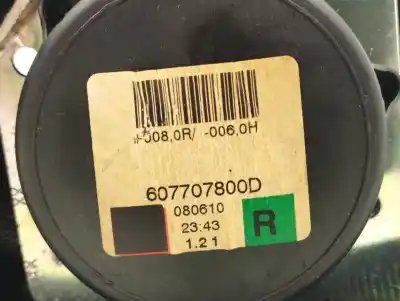 +008,0R/ -006,0H
607707800D
080610
23:43
1.2 1
R